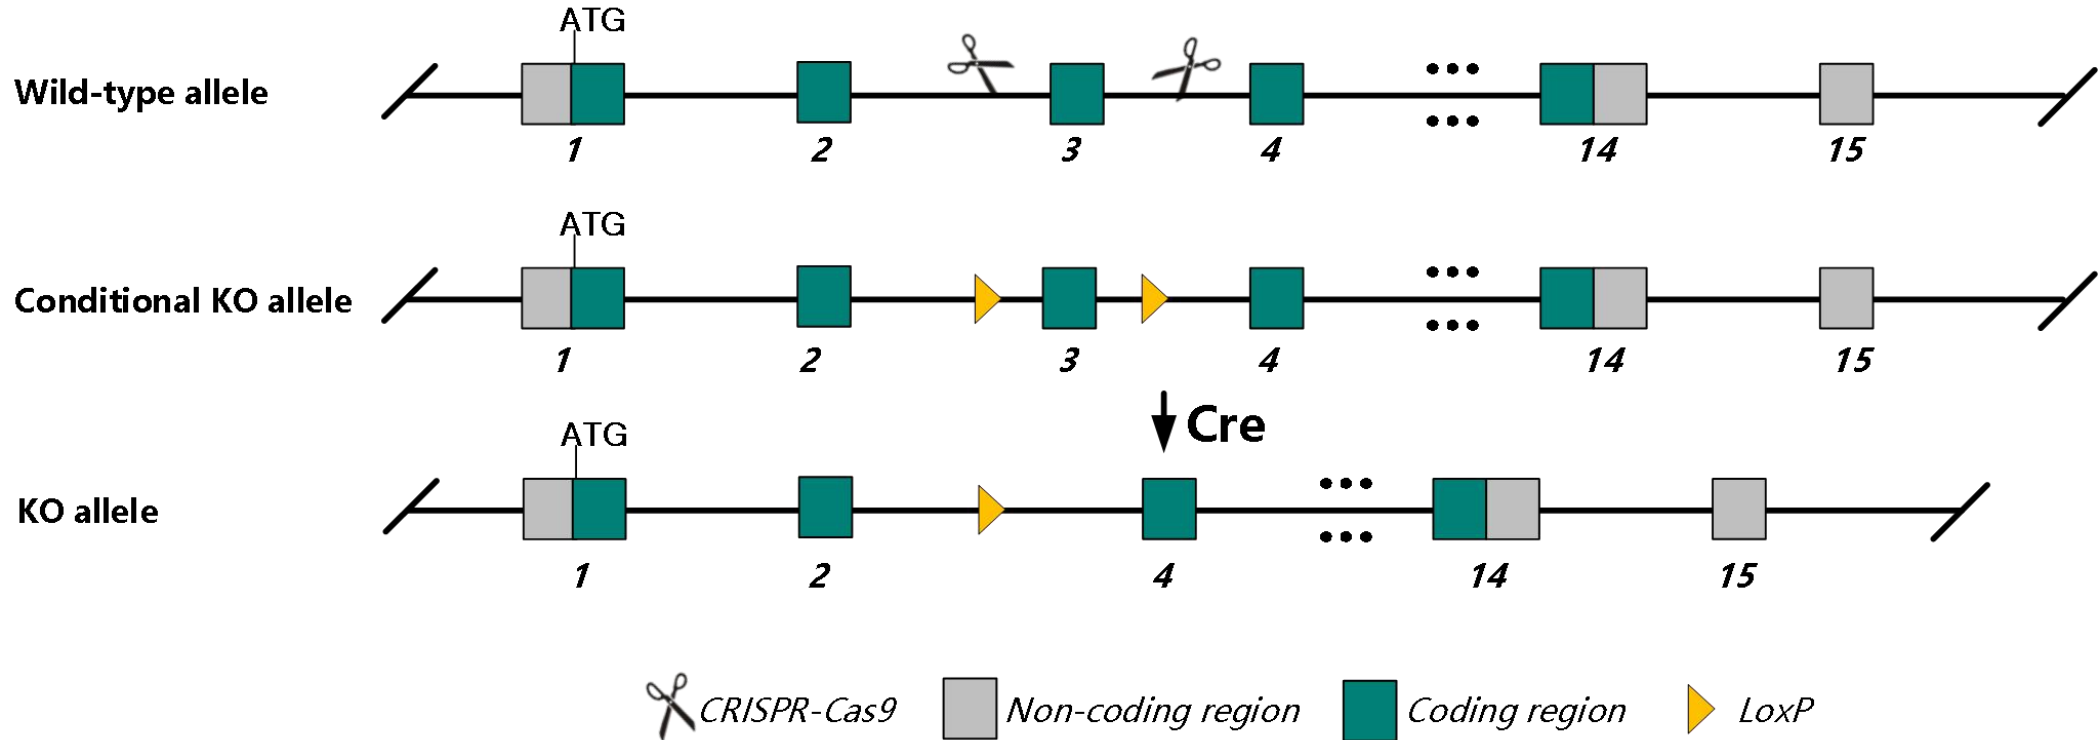 ATG
Wild-type allele
1 2 3 4 14 15
ATG
Conditional KO allele
1 2 3 4 14 15
Cre
ATG
KO allele
1 2 4 14 15
CRISPR-Cas9 Non-coding region Coding region LoxP